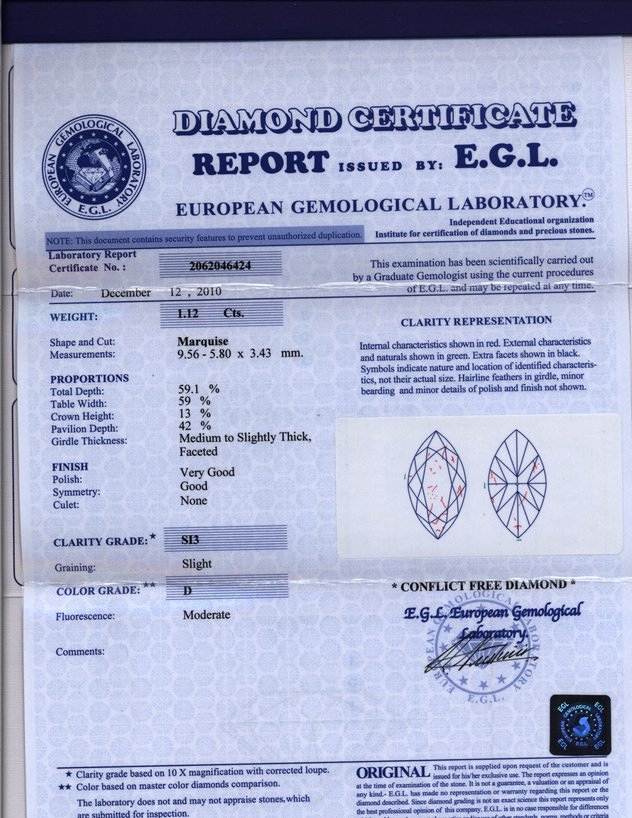 DIAMOND CERTIFICATE
REPORT ISSUED BY: E.G.L.
EUROPEAN GEMOLOGICAL LABORATORY.™
EUROPEAN GEMOLOGICAL LABORATORY
E.G.L.
Independent Educational organization
Institute for certification of diamonds and precious stones.
NOTE: This document contains security features to prevent unauthorized duplication.
Laboratory Report
Certificate No. : 2062046424
Date: December 12 , 2010
WEIGHT: 1.12 Cts.
Shape and Cut: Marquise
Measurements: 9.56 - 5.80 x 3.43 mm.
PROPORTIONS
Total Depth: 59.1 %
Table Width: 59 %
Crown Height: 13 %
Pavilion Depth: 42 %
Girdle Thickness: Medium to Slightly Thick,
Faceted
FINISH
Polish: Very Good
Symmetry: Good
Culet: None
CLARITY GRADE:★ SI3
Graining: Slight
COLOR GRADE:★★ D
Fluorescence: Moderate
Comments:
★ Clarity grade based on 10 X magnification with corrected loupe.
★★ Color based on master color diamonds comparison.
The laboratory does not and may not appraise stones,which
are submitted for inspection.
This examination has been scientifically carried out
by a Graduate Gemologist using the current procedures
of E.G.L. and may be repeated at any time.
CLARITY REPRESENTATION
Internal characteristics shown in red. External characteristics
and naturals shown in green. Extra facets shown in black.
Symbols indicate nature and location of identified characteris-
tics, not their actual size. Hairline feathers in girdle, minor
bearding and minor details of polish and finish not shown.
* CONFLICT FREE DIAMOND *
E.G.L. European Gemological
Laboratory.
EUROPEAN GEMOLOGICAL LABORATORY
E.G.L.
EGL EGL
GEMOLOGICAL
E.G.L.
EGL EGL
ORIGINAL This report is supplied upon request of the customer and is
issued for his/her exclusive use. The report expresses an opinion
at the time of examination of the stone. It is not a guarantee, a valuation or an appraisal of
any kind.- E.G.L. has made no representation or warranty regarding this report or the
diamond described. Since diamond grading is not an exact science this report represents only
the best professional opinion of this company. E.G.L. is in no case responsible for differences